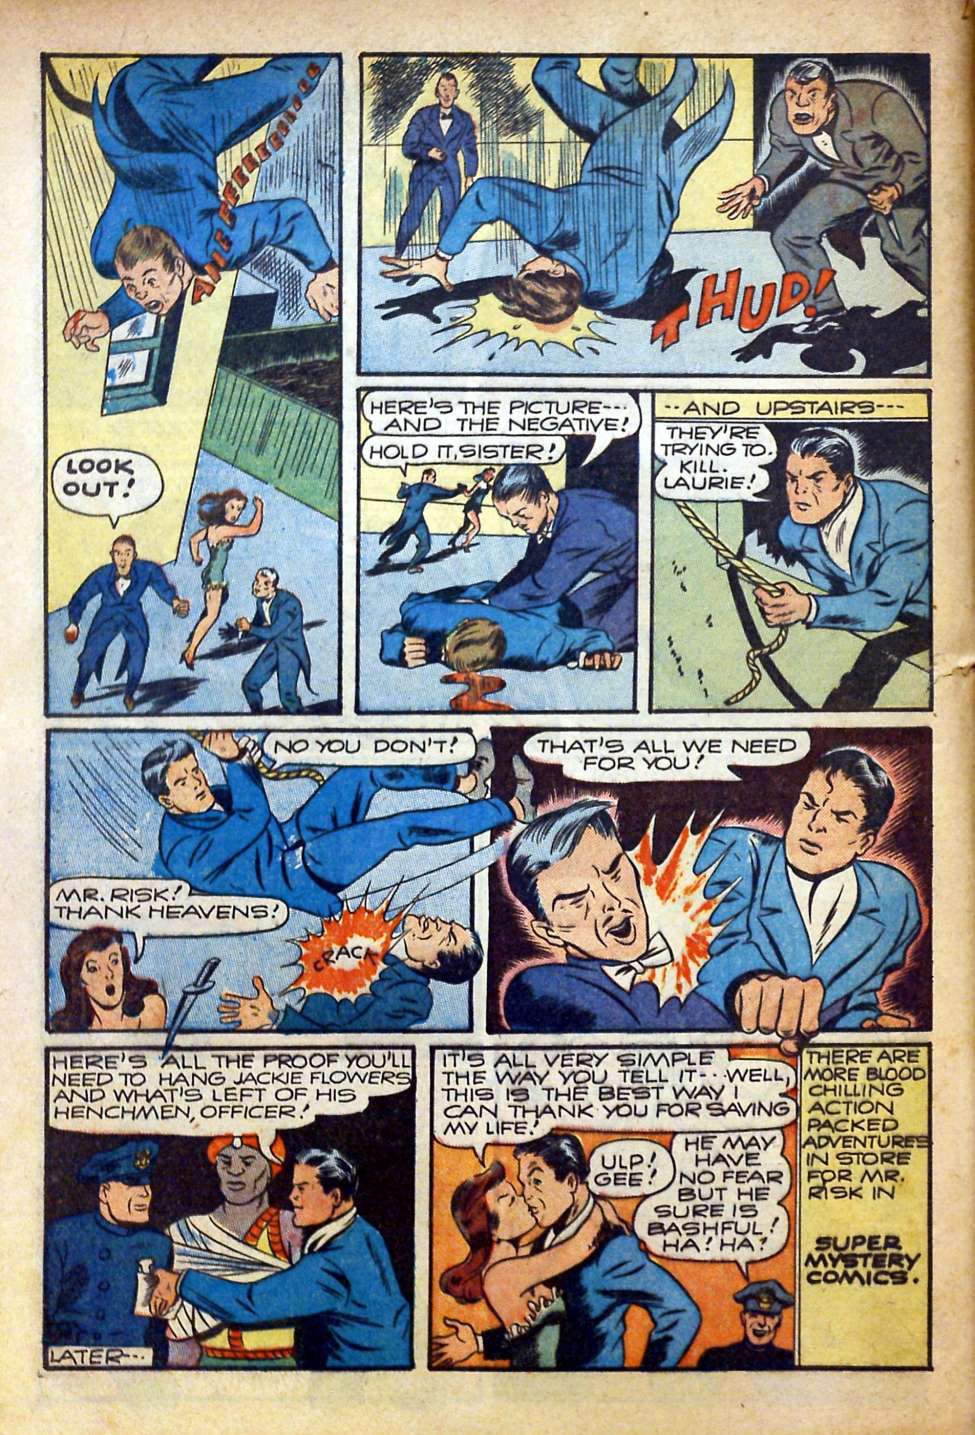 AIIEEEEEEEEEEE
LOOK
OUT!
THUD!
HERE'S THE PICTURE---
AND THE NEGATIVE!
HOLD IT, SISTER!
--AND UPSTAIRS---
THEY'RE
TRYING TO
KILL
LAURIE!
NO YOU DON'T!
MR. RISK!
THANK HEAVENS!
CRACK
THAT'S ALL WE NEED
FOR YOU!
HERE'S ALL THE PROOF YOU'LL
NEED TO HANG JACKIE FLOWERS
AND WHAT'S LEFT OF HIS
HENCHMEN, OFFICER!
LATER---
IT'S ALL VERY SIMPLE
THE WAY YOU TELL IT--WELL,
THIS IS THE BEST WAY I
CAN THANK YOU FOR SAVING
MY LIFE!
ULP!
GEE!
HE MAY
HAVE
NO FEAR
BUT HE
SURE IS
BASHFUL!
HA! HA?
THERE ARE
MORE BLOOD
CHILLING
ACTION
PACKED
ADVENTURES
IN STORE
FOR MR.
RISK IN
SUPER
MYSTERY
COMICS.